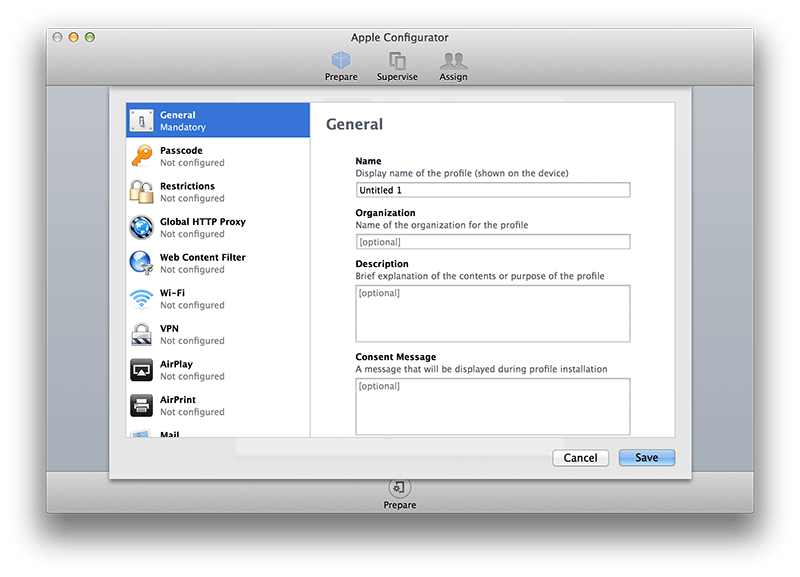 Apple Configurator
Prepare
Supervise
Assign
General
Mandatory
Passcode
Not configured
Restrictions
Not configured
Global HTTP Proxy
Not configured
Web Content Filter
Not configured
Wi-Fi
Not configured
VPN
Not configured
AirPlay
Not configured
AirPrint
Not configured
Mail
General
Name
Display name of the profile (shown on the device)
Untitled 1
Organization
Name of the organization for the profile
[optional]
Description
Brief explanation of the contents or purpose of the profile
[optional]
Consent Message
A message that will be displayed during profile installation
[optional]
Cancel
Save
Prepare